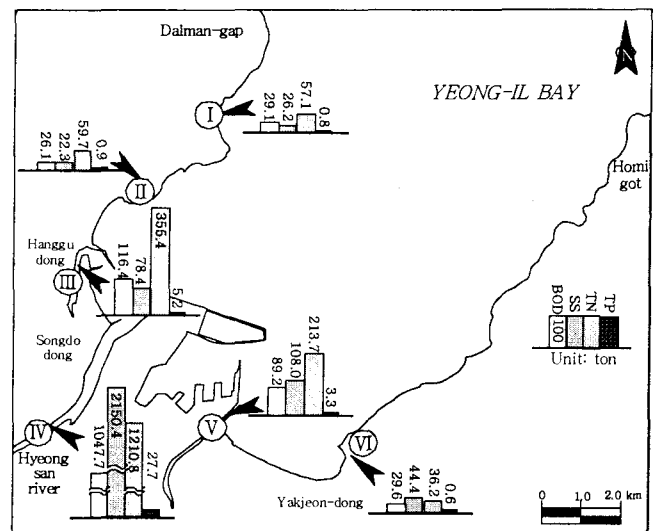 Daiman-gap
N
YEONG-IL BAY
I
29.1
26.2
57.1
0.8
26.1
22.3
59.7
0.9
II
Homi
got
Hanggu
dong
III
116.4
78.4
355.4
5.2
BOD
SS
TN
TP
100
Unit: ton
Songdo
dong
89.2
108.0
213.7
3.3
IV
Hyeong
san
river
1047.7
2150.4
1210.8
27.7
V
VI
29.6
44.4
36.2
0.6
Yakjeon-dong
0 1.0 2.0 km